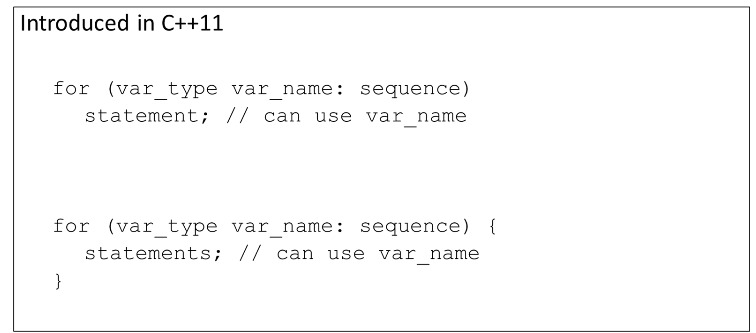 Introduced in C++11
for (var_type var_name: sequence)
statement; // can use var_name
for (var_type var_name: sequence) {
statements; // can use var_name
}